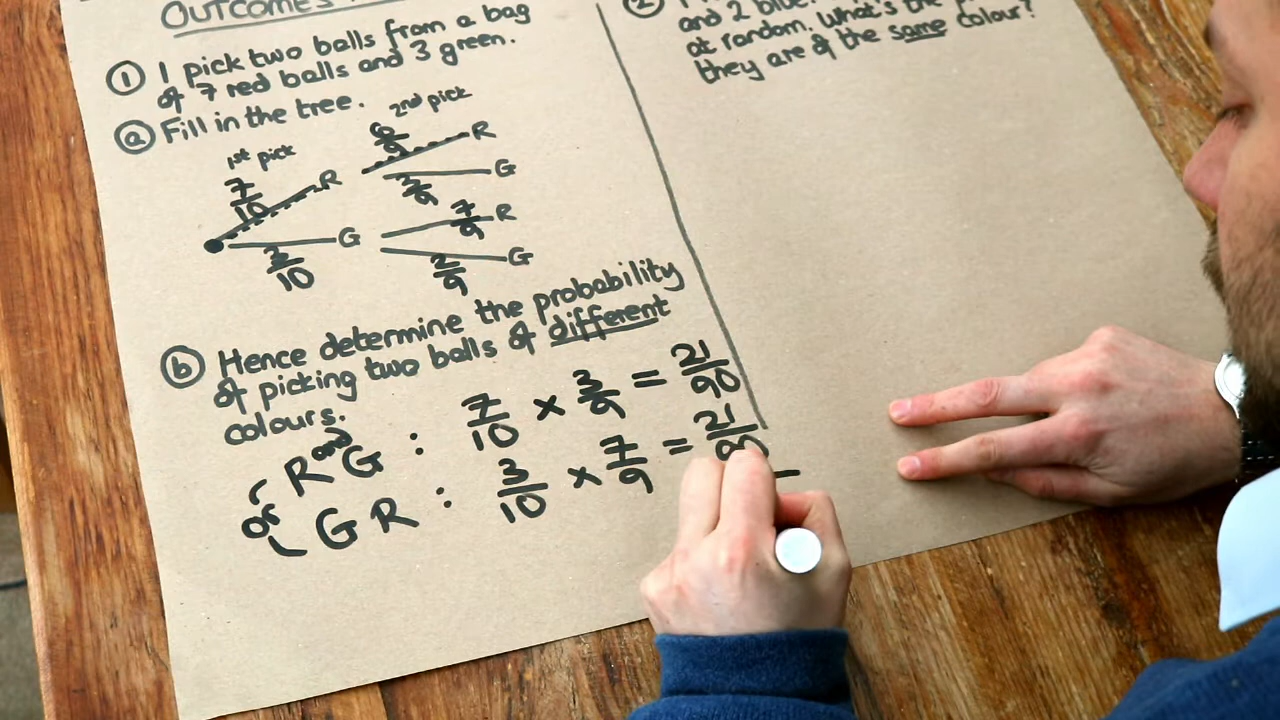 OUTCOMES
① I pick two balls from a bag
of 7 red balls and 3 green.
ⓐ Fill in the tree.
1st pick
2nd pick
7/10 R
6/9 R
3/9 G
3/10 G
7/9 R
2/9 G
ⓑ Hence determine the probability
of picking two balls of different
colours.
R and G : 7/10 × 3/9 = 21/90
or
G R : 3/10 × 7/9 = 21/
②
and 2 blue.
at random. What's the
they are of the same colour?